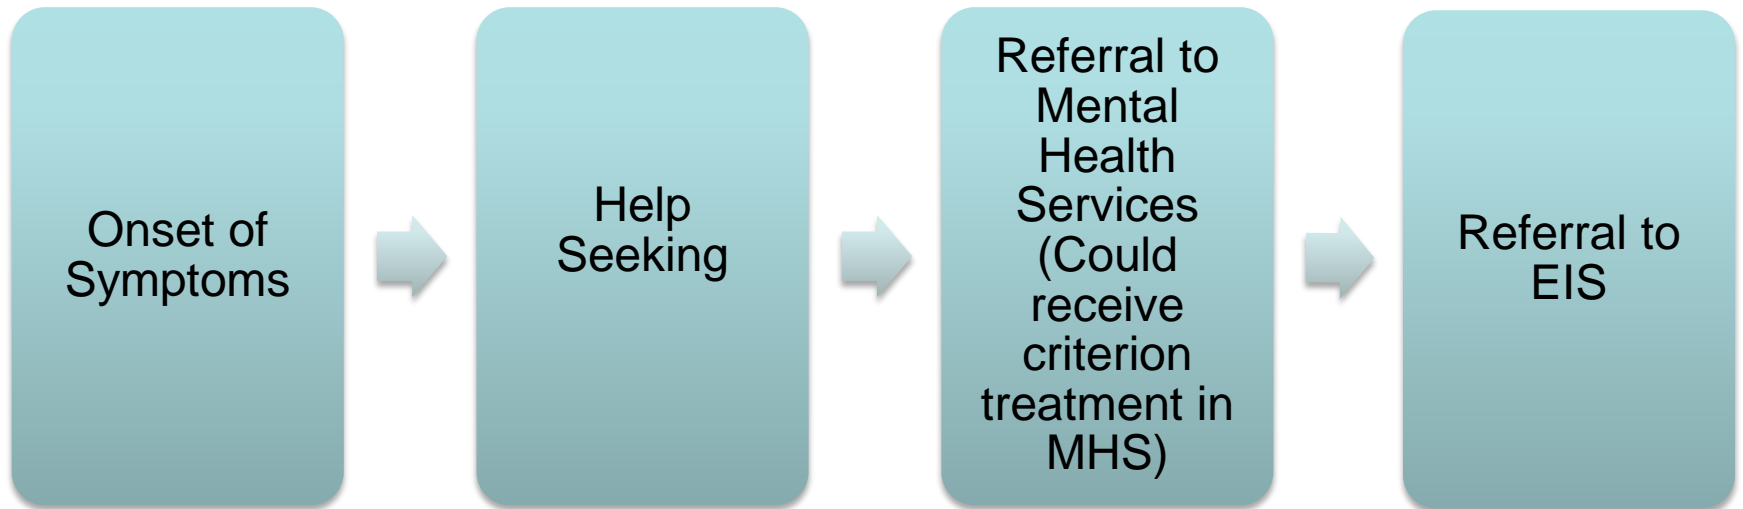 Onset of
Symptoms
Help
Seeking
Referral to
Mental
Health
Services
(Could
receive
criterion
treatment in
MHS)
Referral to
EIS